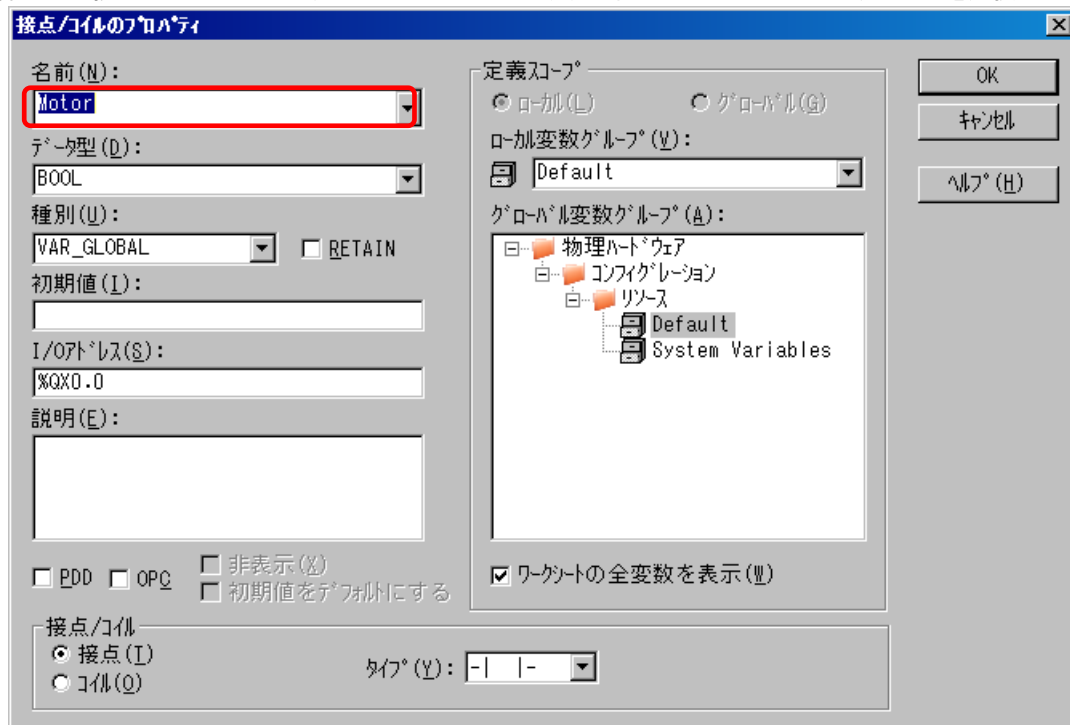 接点/ｺｲﾙのﾌﾟﾛﾊﾟﾃｨ
名前(N):
Motor
ﾃﾞｰﾀ型(D):
BOOL
種別(U):
VAR_GLOBAL
RETAIN
初期値(I):
I/Oｱﾄﾞﾚｽ(S):
%QX0.0
説明(E):
PDD
OPC
非表示(X)
初期値をﾃﾞﾌｫﾙﾄにする
定義ｽｺｰﾌﾟ
ﾛｰｶﾙ(L)
ｸﾞﾛｰﾊﾞﾙ(G)
ﾛｰｶﾙ変数ｸﾞﾙｰﾌﾟ(V):
Default
ｸﾞﾛｰﾊﾞﾙ変数ｸﾞﾙｰﾌﾟ(A):
物理ﾊｰﾄﾞｳｪｱ
ｺﾝﾌｨｸﾞﾚｰｼｮﾝ
ﾘｿｰｽ
Default
System Variables
ﾜｰｸｼｰﾄの全変数を表示(W)
OK
ｷｬﾝｾﾙ
ﾍﾙﾌﾟ(H)
接点/ｺｲﾙ
接点(T)
ｺｲﾙ(O)
ﾀｲﾌﾟ(Y):
-| |-